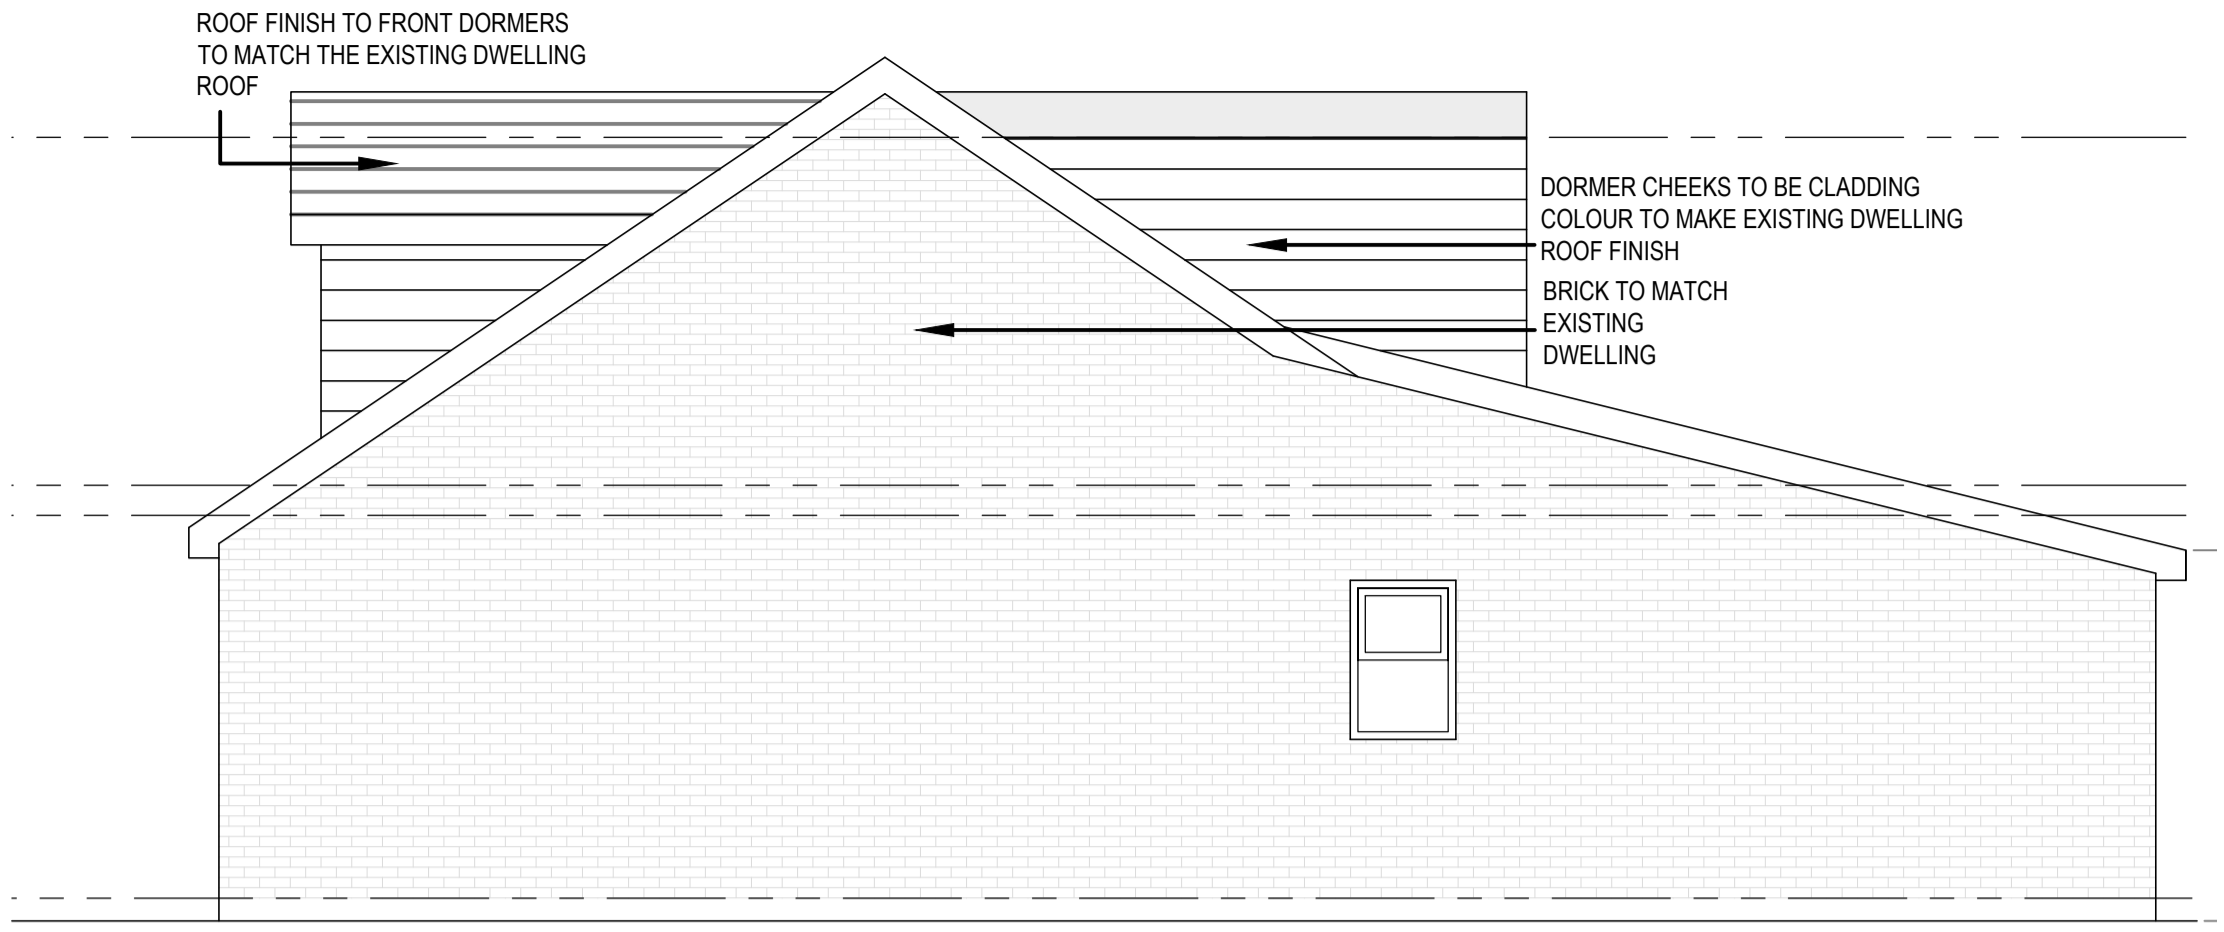 ROOF FINISH TO FRONT DORMERS
TO MATCH THE EXISTING DWELLING
ROOF
DORMER CHEEKS TO BE CLADDING
COLOUR TO MAKE EXISTING DWELLING
ROOF FINISH
BRICK TO MATCH
EXISTING
DWELLING